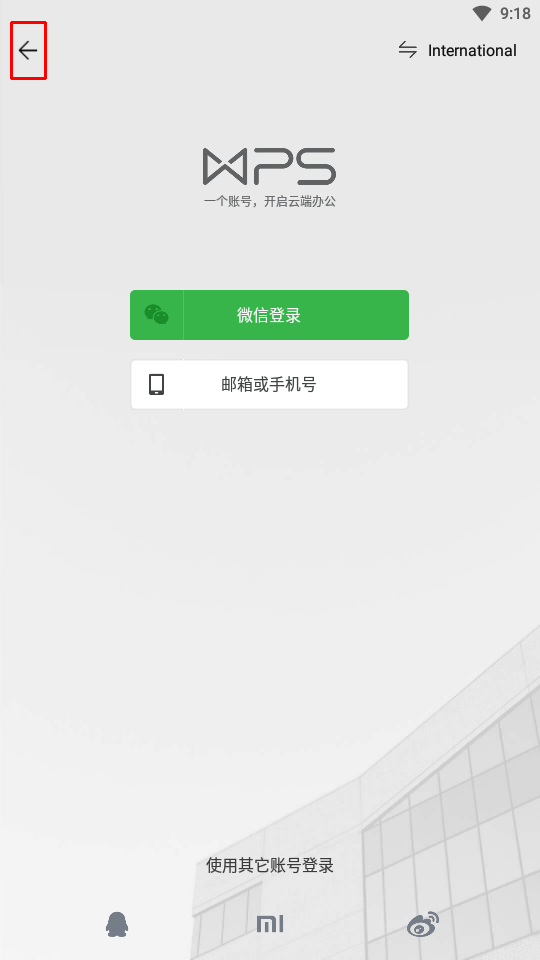 9:18
International
WPS
一个账号，开启云端办公
微信登录
邮箱或手机号
使用其它账号登录
mi